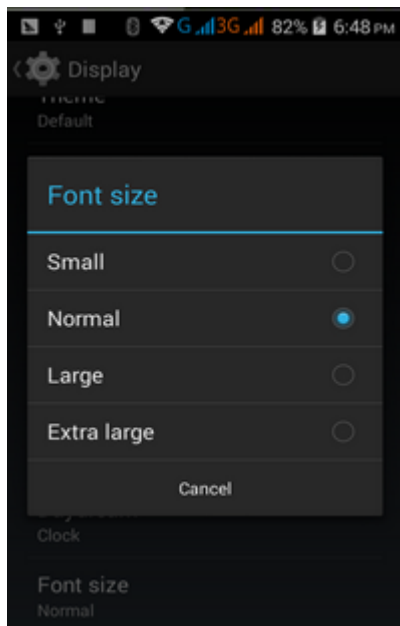 G 3G 82% 6:48 PM
Display
Theme
Default
Font size
Small
Normal
Large
Extra large
Cancel
Clock
Font size
Normal